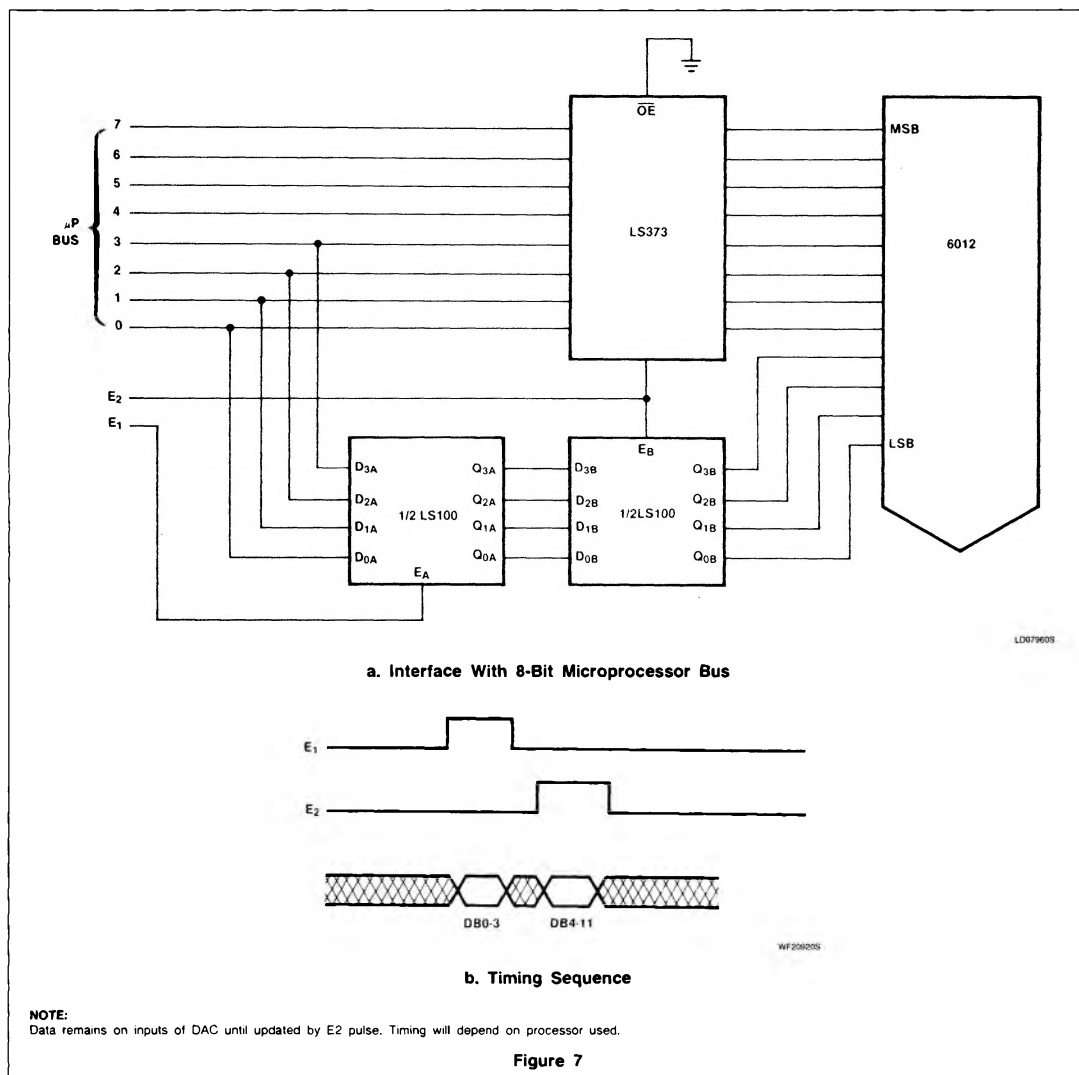 OE
7
MSB
6
5
4
LS373
μP
BUS
3
6012
2
1
0
E2
E1
EB
LSB
D3A
Q3A
D3B
Q3B
D2A
Q2A
D2B
Q2B
1/2 LS100
1/2LS100
D1A
Q1A
D1B
Q1B
D0A
Q0A
D0B
Q0B
EA
LD07960S
a. Interface With 8-Bit Microprocessor Bus
E1
E2
DB0-3 DB4-11
WF20920S
b. Timing Sequence
NOTE:
Data remains on inputs of DAC until updated by E2 pulse. Timing will depend on processor used.
Figure 7